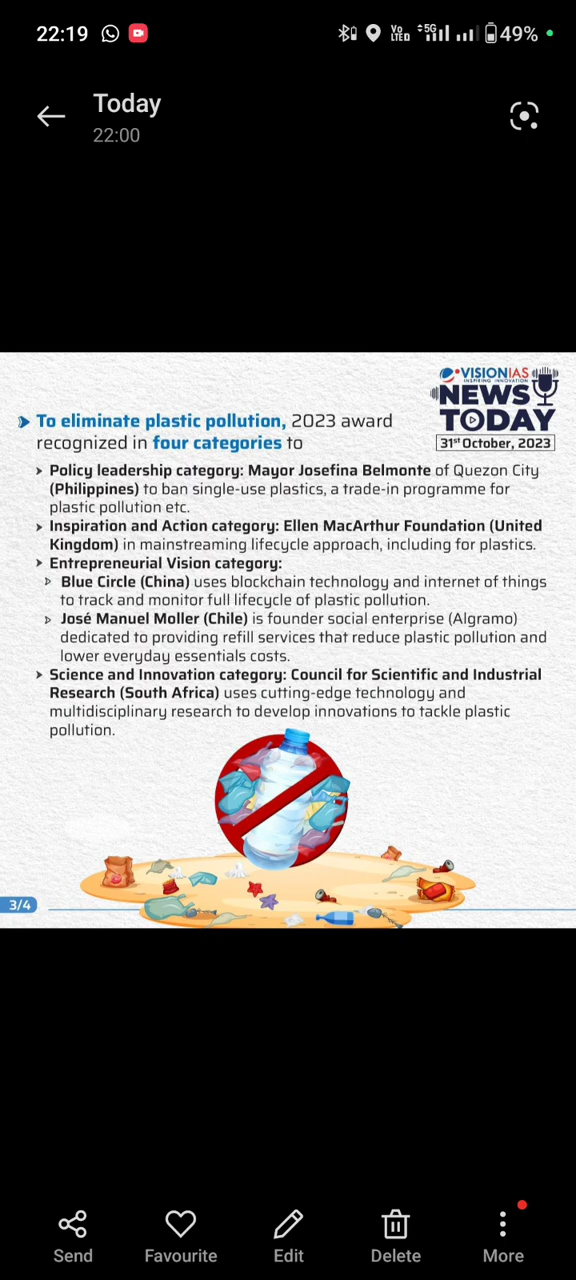 22:19
Vo
LTE
5G
49%
Today
22:00
VISIONIAS
INSPIRING INNOVATION
NEWS
TODAY
31st October, 2023
To eliminate plastic pollution, 2023 award
recognized in four categories to
Policy leadership category: Mayor Josefina Belmonte of Quezon City
(Philippines) to ban single-use plastics, a trade-in programme for
plastic pollution etc.
Inspiration and Action category: Ellen MacArthur Foundation (United
Kingdom) in mainstreaming lifecycle approach, including for plastics.
Entrepreneurial Vision category:
Blue Circle (China) uses blockchain technology and internet of things
to track and monitor full lifecycle of plastic pollution.
José Manuel Moller (Chile) is founder social enterprise (Algramo)
dedicated to providing refill services that reduce plastic pollution and
lower everyday essentials costs.
Science and Innovation category: Council for Scientific and Industrial
Research (South Africa) uses cutting-edge technology and
multidisciplinary research to develop innovations to tackle plastic
pollution.
3/4
Send
Favourite
Edit
Delete
More